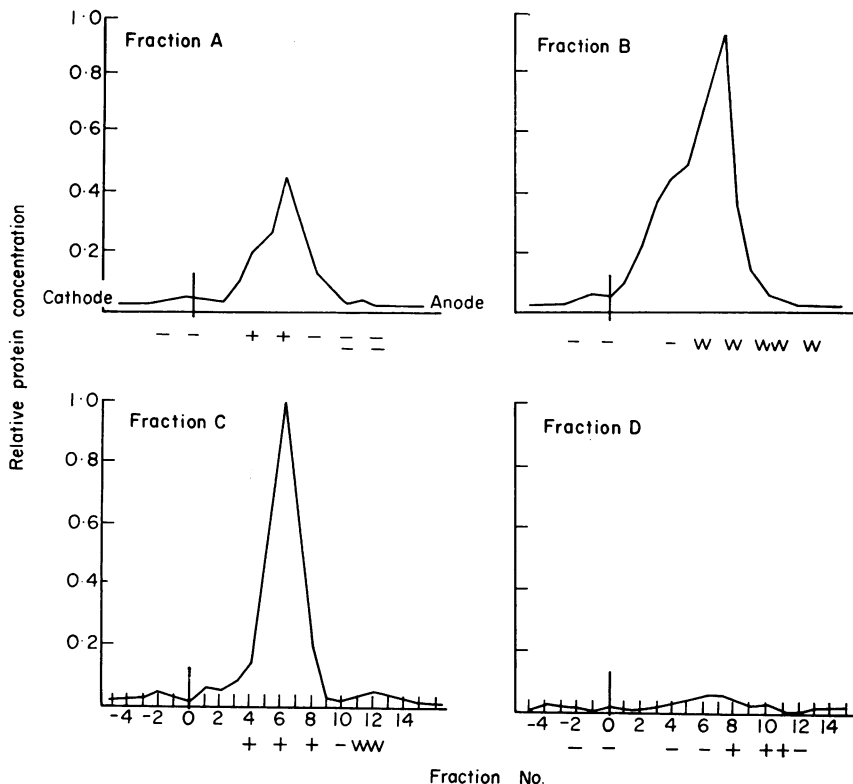 Relative protein concentration
Fraction A
1·0
0·8
0·6
0·4
0·2
Cathode
Anode
− − + + − − −
− −
Fraction B
− − − W W W W W
Fraction C
1·0
0·8
0·6
0·4
0·2
-4 -2 0 2 4 6 8 10 12 14
+ + + − W W
Fraction D
-4 -2 0 2 4 6 8 10 12 14
− − − − + + + −
Fraction No.